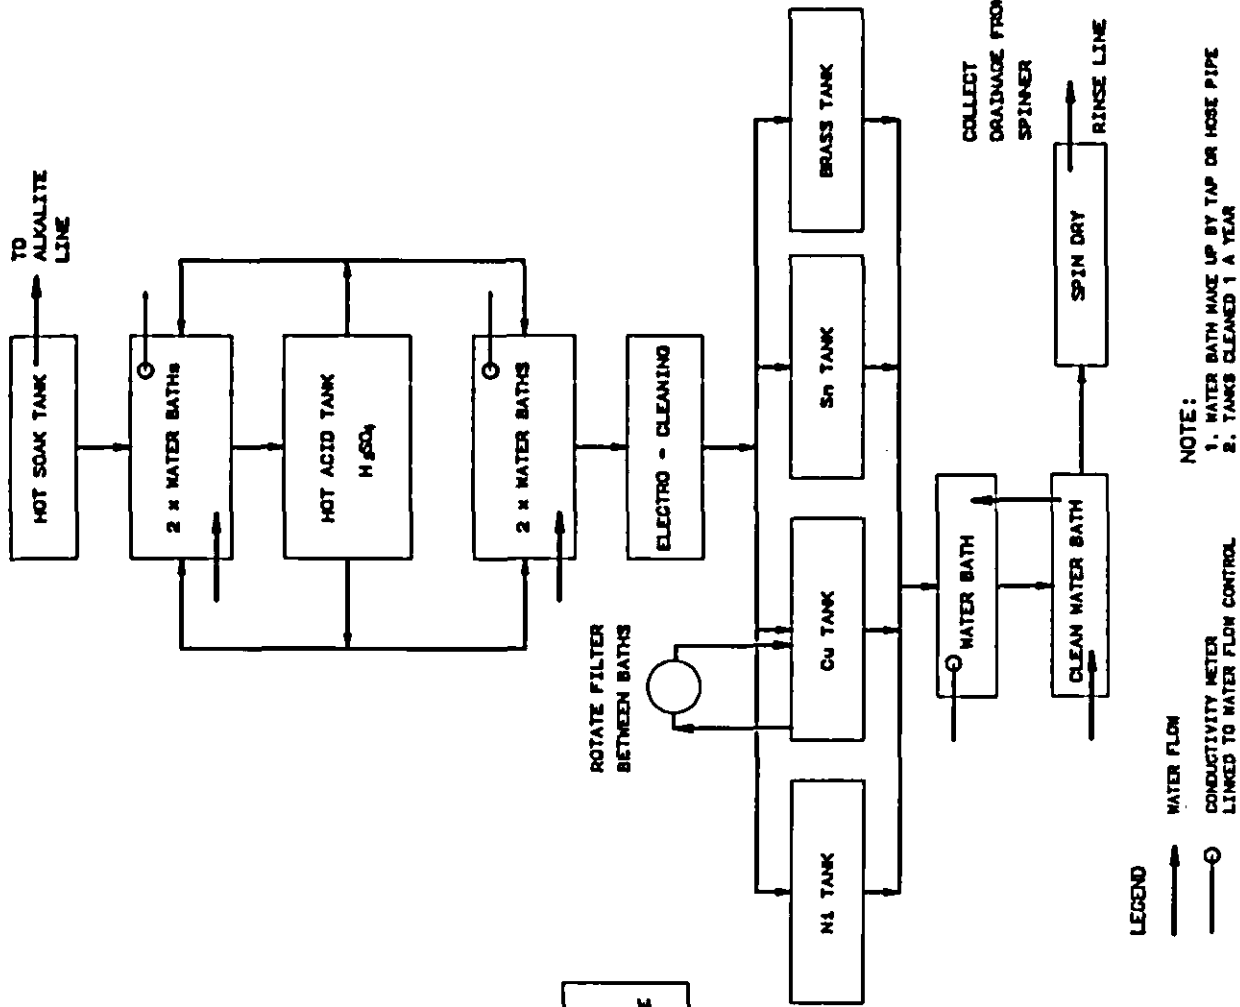 TO
ALKALITE
LINE
HOT SOAK TANK
2 x WATER BATHs
HOT ACID TANK
H2SO4
2 x WATER BATHS
ELECTRO - CLEANING
ROTATE FILTER
BETWEEN BATHS
Ni TANK
Cu TANK
Sn TANK
BRASS TANK
WATER BATH
CLEAN WATER BATH
SPIN DRY
COLLECT
DRAINAGE FROM
SPINNER
RINSE LINE
LEGEND
WATER FLOW
CONDUCTIVITY METER
LINKED TO WATER FLOW CONTROL
NOTE:
1. WATER BATH MAKE UP BY TAP OR HOSE PIPE
2. TANKS CLEANED 1 A YEAR